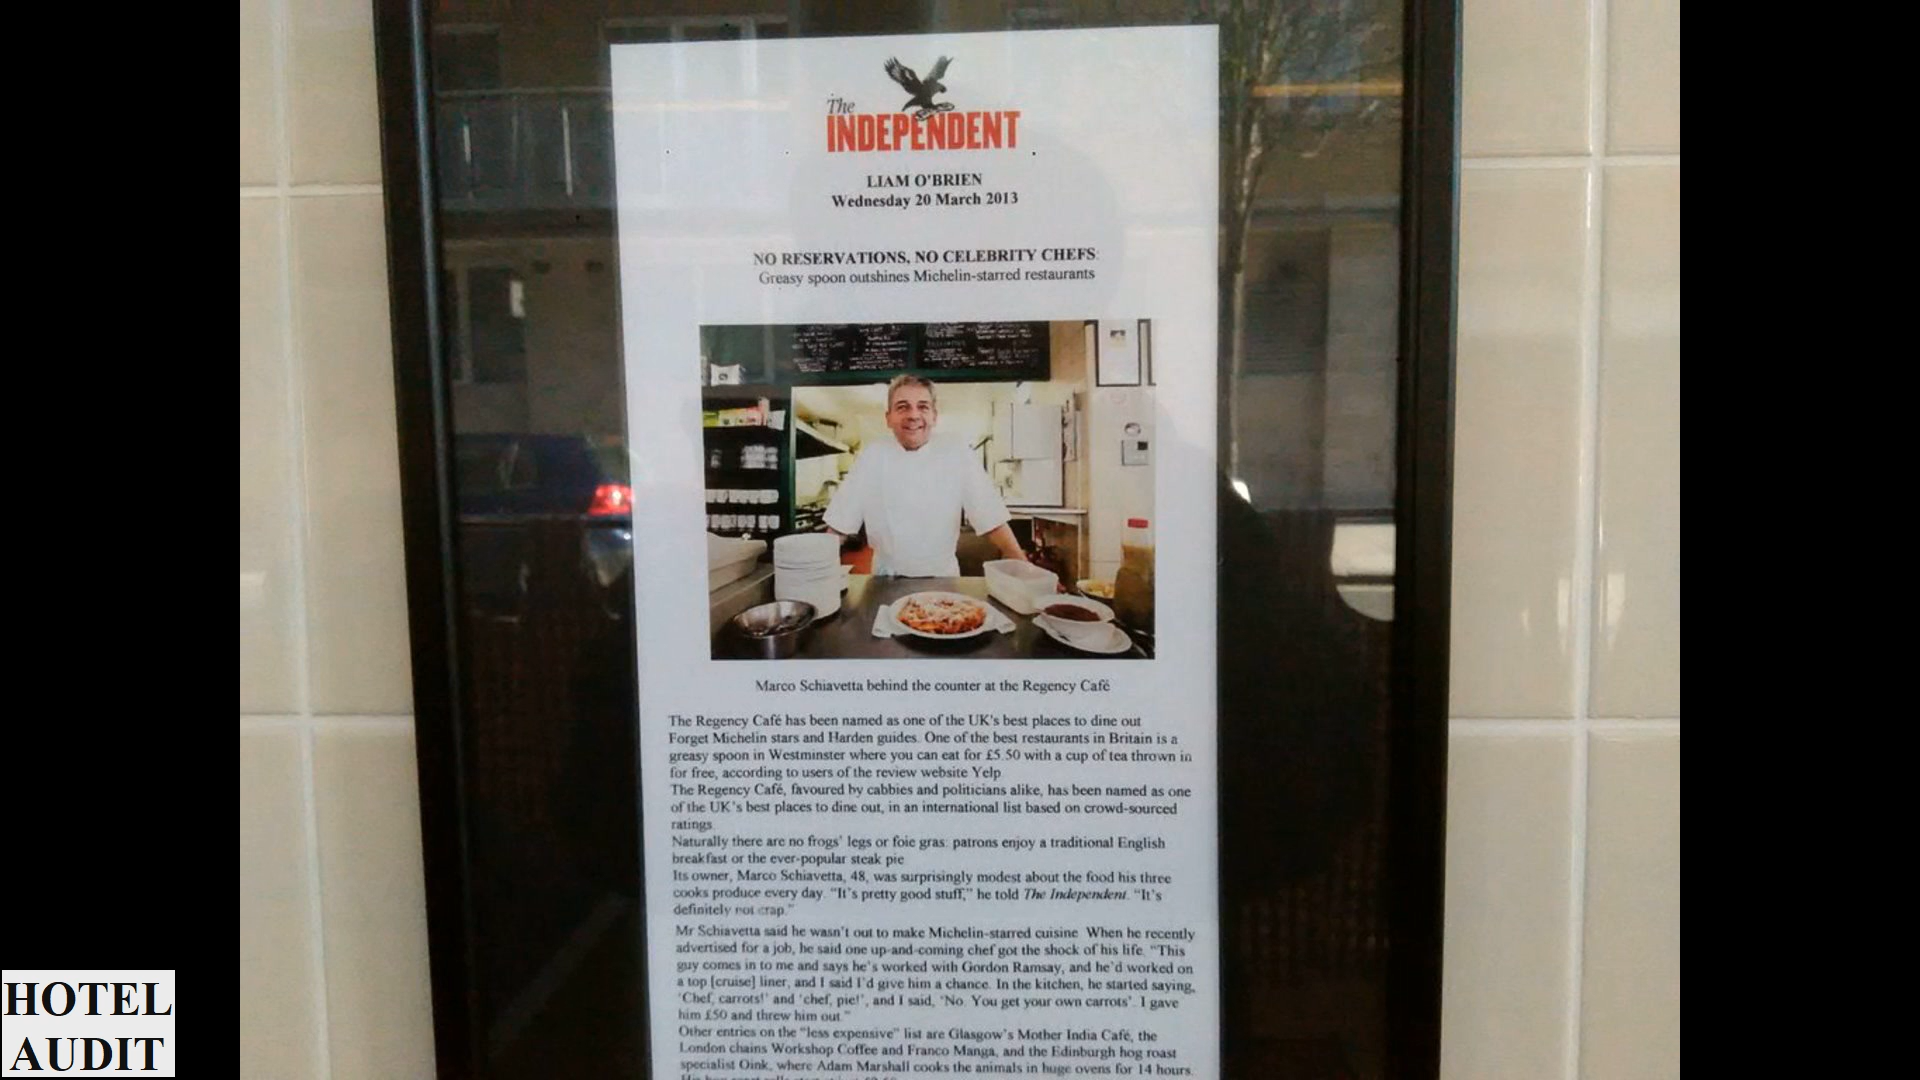 The
INDEPENDENT
LIAM O'BRIEN
Wednesday 20 March 2013
NO RESERVATIONS, NO CELEBRITY CHEFS:
Greasy spoon outshines Michelin-starred restaurants
Marco Schiavetta behind the counter at the Regency Café
The Regency Café has been named as one of the UK's best places to dine out
Forget Michelin stars and Harden guides. One of the best restaurants in Britain is a
greasy spoon in Westminster where you can eat for £5.50 with a cup of tea thrown in
for free, according to users of the review website Yelp.
The Regency Café, favoured by cabbies and politicians alike, has been named as one
of the UK's best places to dine out, in an international list based on crowd-sourced
ratings.
Naturally there are no frogs' legs or foie gras: patrons enjoy a traditional English
breakfast or the ever-popular steak pie.
Its owner, Marco Schiavetta, 48, was surprisingly modest about the food his three
cooks produce every day. "It's pretty good stuff," he told The Independent. "It's
definitely not crap."
Mr Schiavetta said he wasn't out to make Michelin-starred cuisine. When he recently
advertised for a job, he said one up-and-coming chef got the shock of his life. "This
guy comes in to me and says he's worked with Gordon Ramsay, and he'd worked on
a top [cruise] liner, and I said I'd give him a chance. In the kitchen, he started saying,
'Chef, carrots!' and 'chef, pie!', and I said, 'No. You get your own carrots'. I gave
him £50 and threw him out."
Other entries on the "less expensive" list are Glasgow's Mother India Café, the
London chains Workshop Coffee and Franco Manga, and the Edinburgh hog roast
specialist Oink, where Adam Marshall cooks the animals in huge ovens for 14 hours.
HOTEL
AUDIT